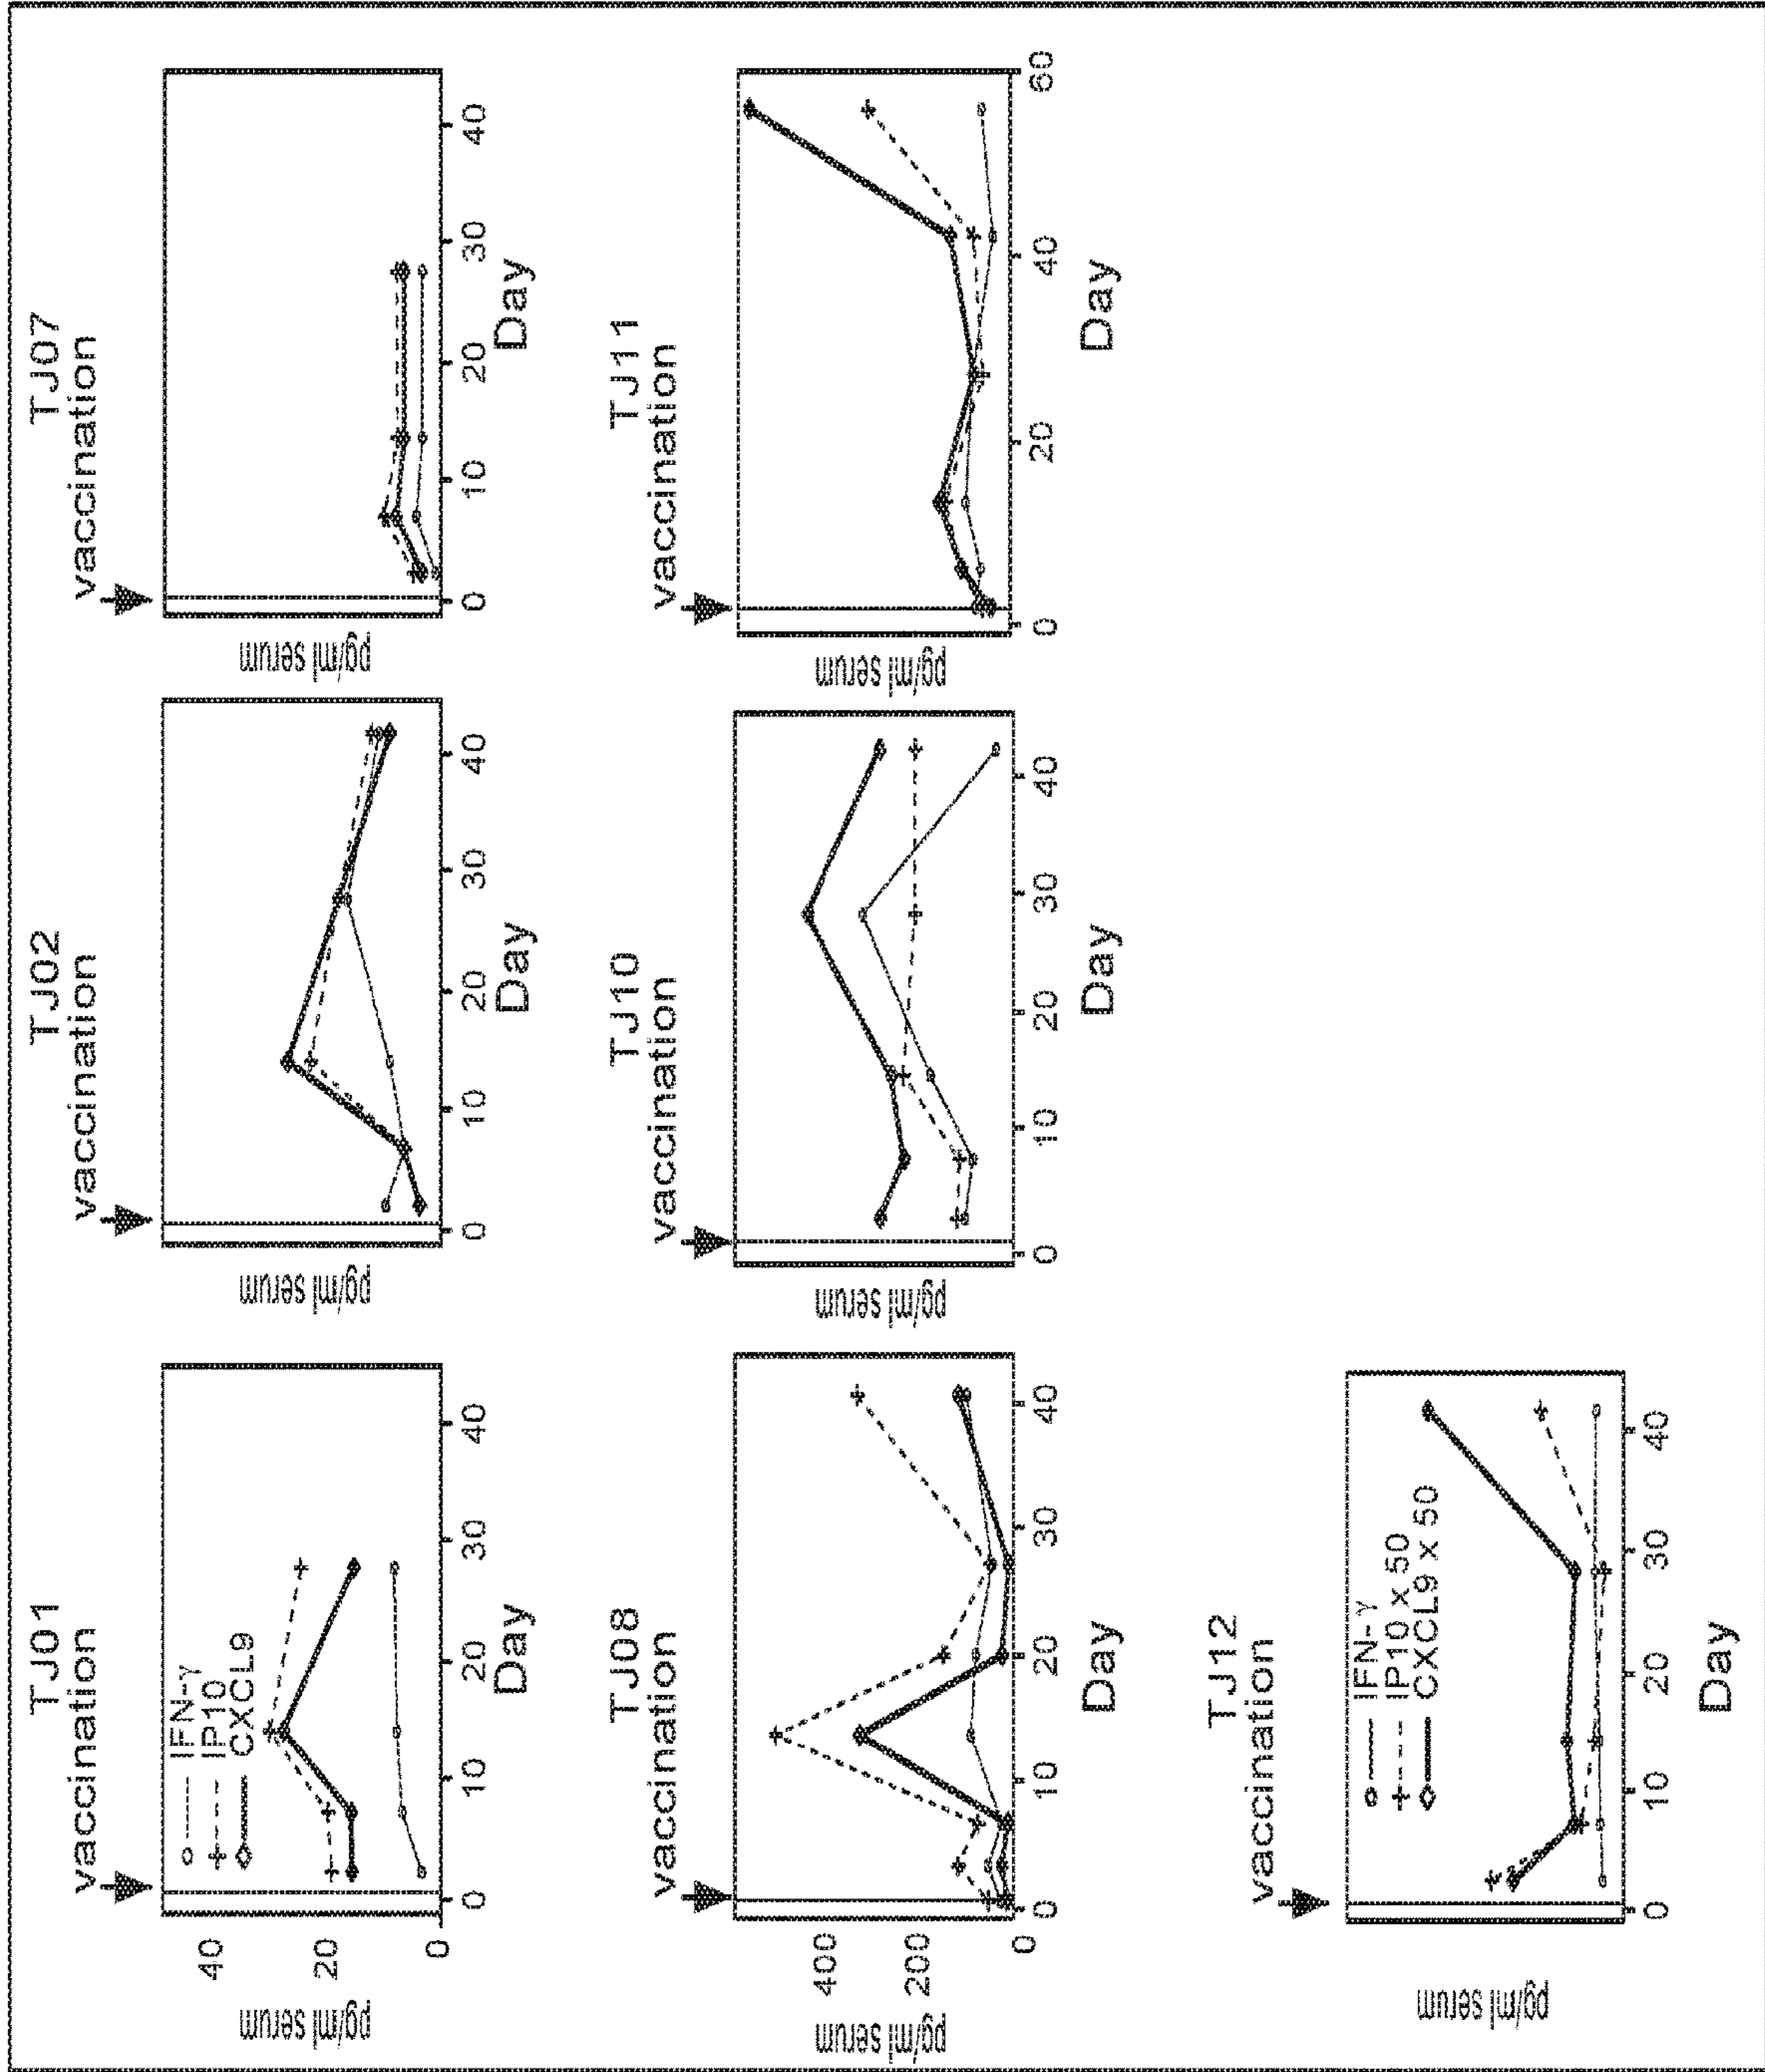 TJ01
vaccination
IFN-γ
IP10
CXCL9
pg/ml serum
40
20
0
0 10 20 30 40
Day
TJ02
vaccination
pg/ml serum
0 10 20 30 40
Day
TJ07
vaccination
pg/ml serum
0 10 20 30 40
Day
TJ08
vaccination
pg/ml serum
400
200
0
0 10 20 30 40
Day
TJ10
vaccination
pg/ml serum
0 10 20 30 40
Day
TJ11
vaccination
pg/ml serum
0 20 40 60
Day
TJ12
vaccination
IFN-γ
IP10 x 50
CXCL9 x 50
pg/ml serum
0 10 20 30 40
Day